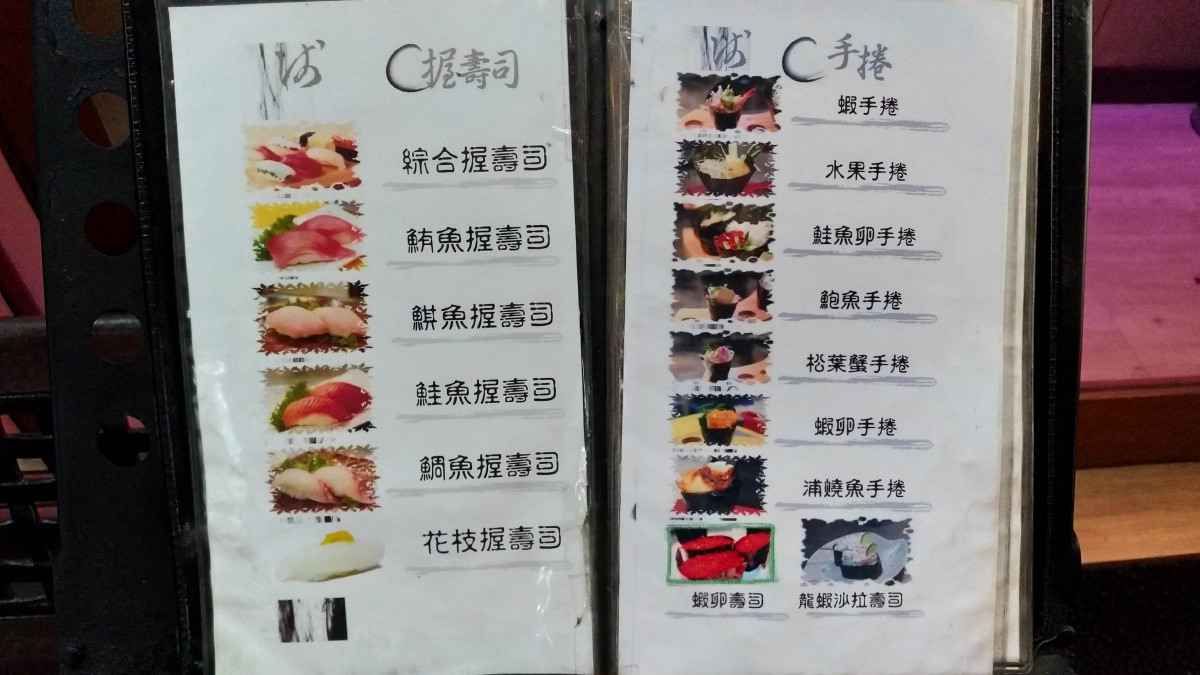 握壽司
綜合握壽司
鮪魚握壽司
鯕魚握壽司
鮭魚握壽司
鯛魚握壽司
花枝握壽司
手捲
蝦手捲
水果手捲
鮭魚卵手捲
鮑魚手捲
松葉蟹手捲
蝦卵手捲
浦燒魚手捲
蝦卵壽司
龍蝦沙拉壽司